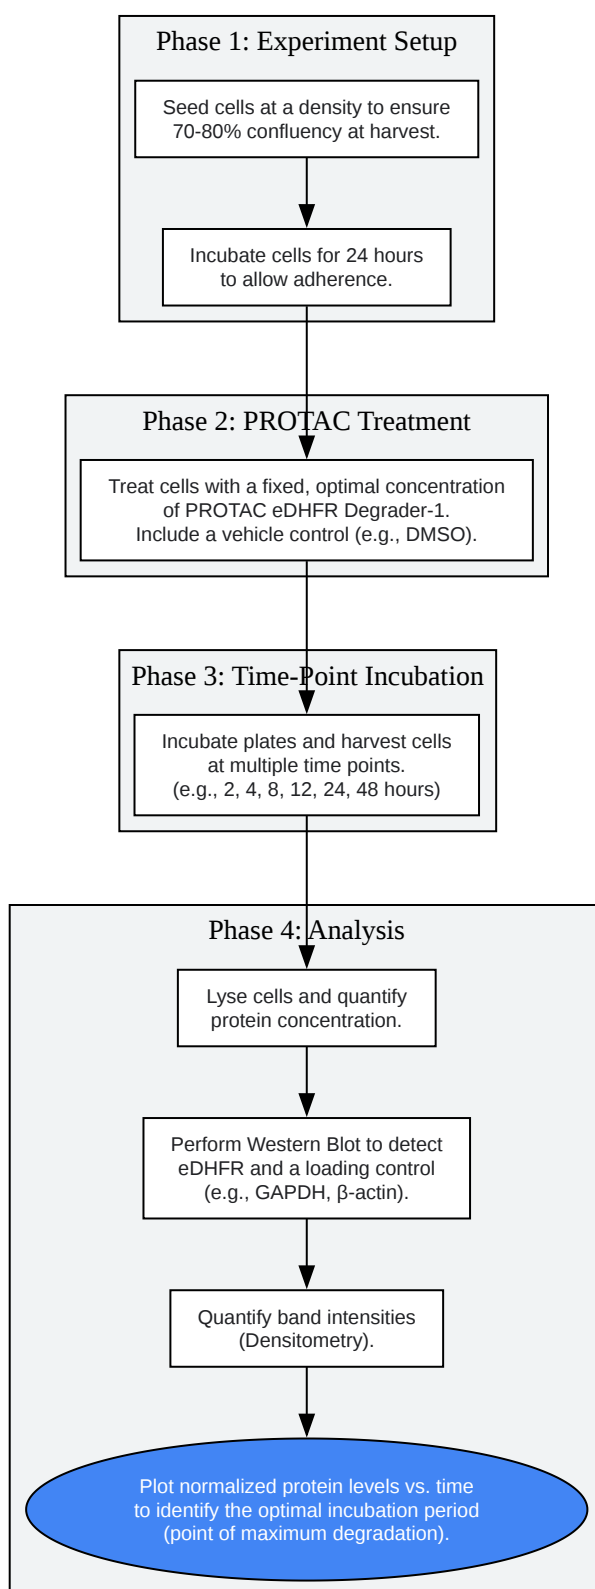 Phase 1: Experiment Setup
Seed cells at a density to ensure
70-80% confluency at harvest.
Incubate cells for 24 hours
to allow adherence.
Phase 2: PROTAC Treatment
Treat cells with a fixed, optimal concentration
of PROTAC eDHFR Degrader-1.
Include a vehicle control (e.g., DMSO).
Phase 3: Time-Point Incubation
Incubate plates and harvest cells
at multiple time points.
(e.g., 2, 4, 8, 12, 24, 48 hours)
Phase 4: Analysis
Lyse cells and quantify
protein concentration.
Perform Western Blot to detect
eDHFR and a loading control
(e.g., GAPDH, β-actin).
Quantify band intensities
(Densitometry).
Plot normalized protein levels vs. time
to identify the optimal incubation period
(point of maximum degradation).